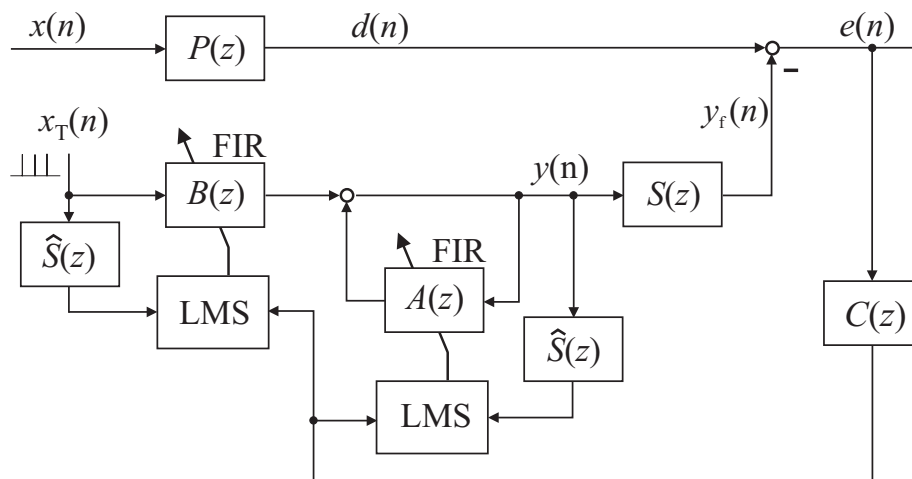 x(n)
P(z)
d(n)
e(n)
−
y_f(n)
x_T(n)
FIR
B(z)
y(n)
S(z)
Ŝ(z)
FIR
A(z)
C(z)
LMS
Ŝ(z)
LMS